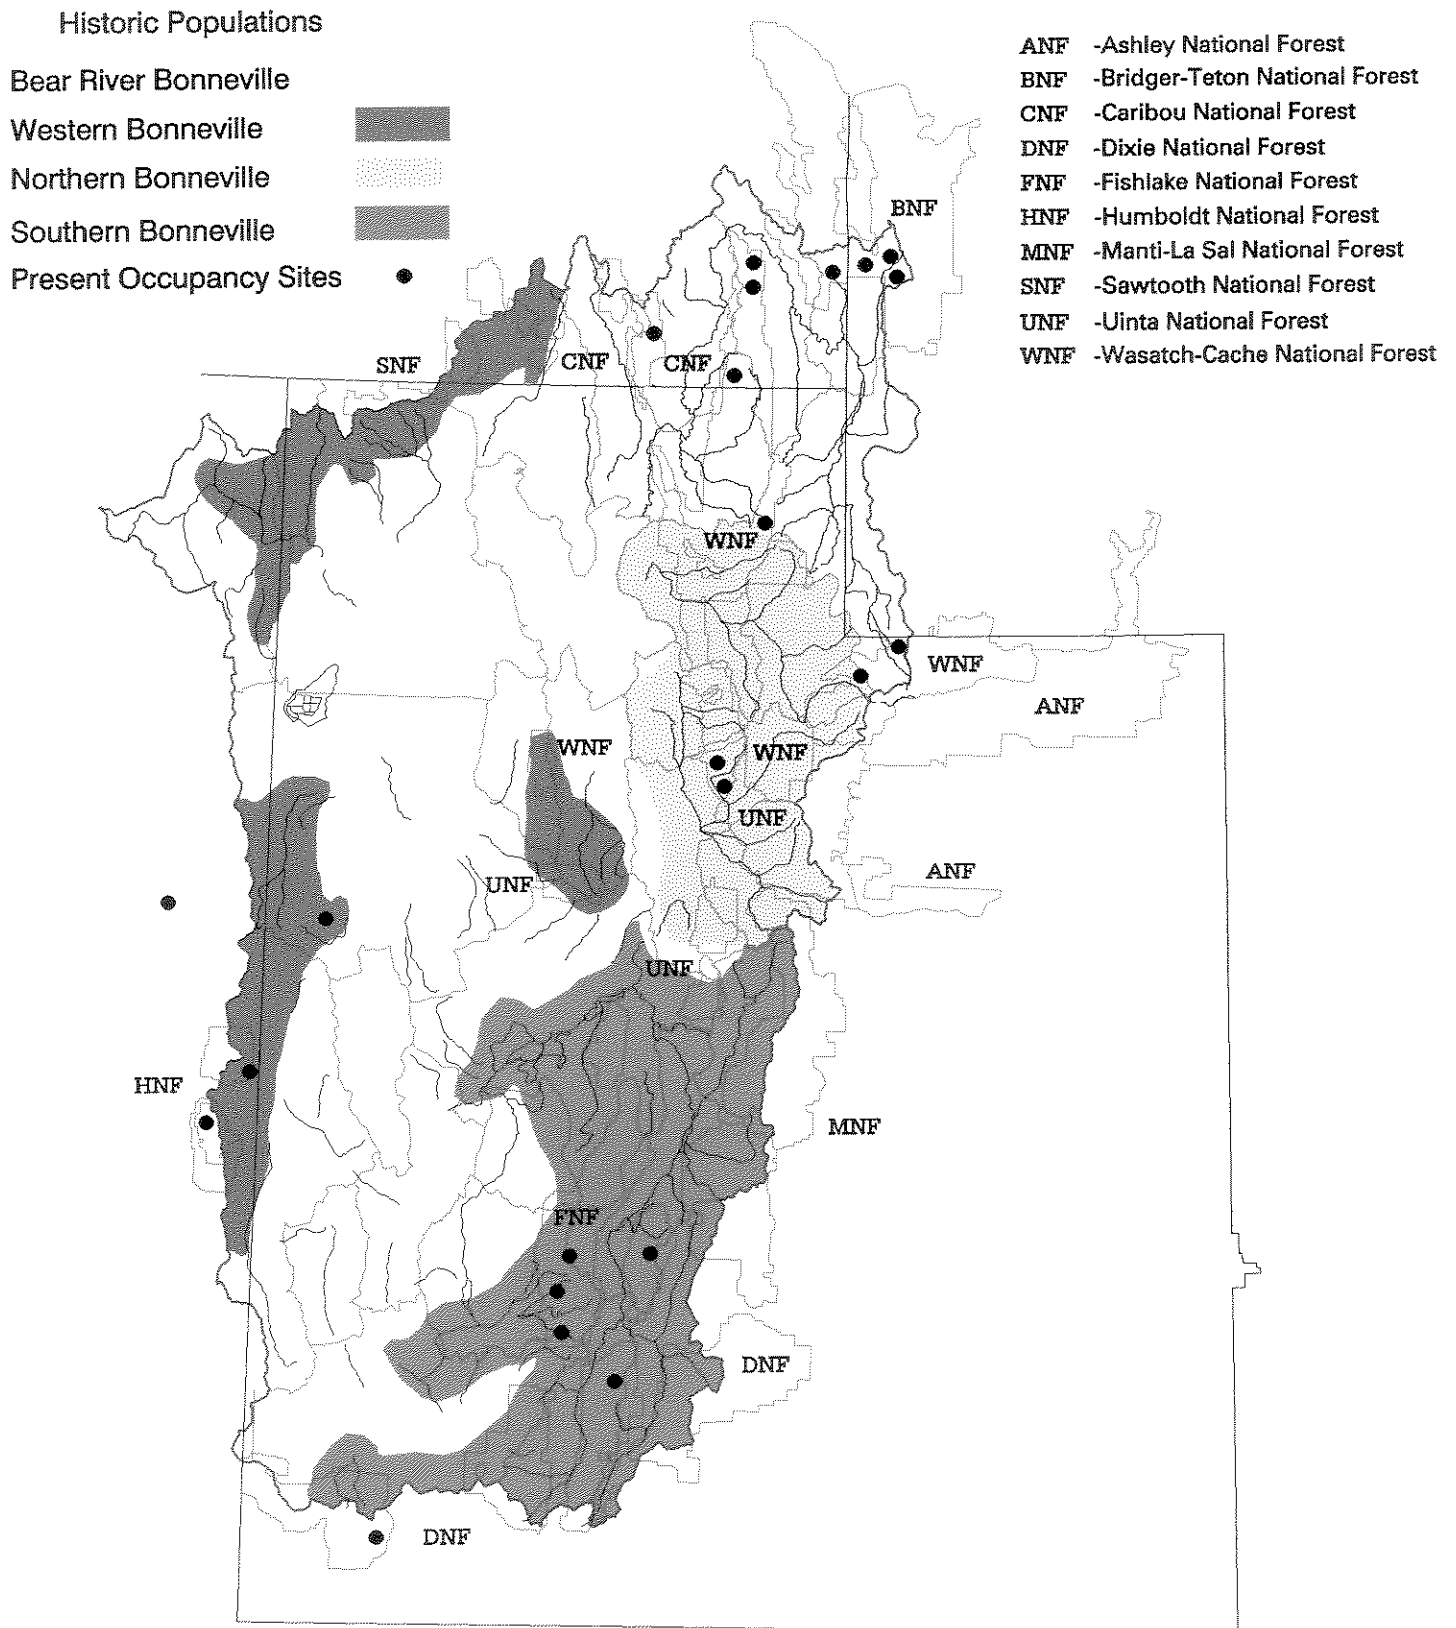 Historic Populations
Bear River Bonneville
Western Bonneville
Northern Bonneville
Southern Bonneville
Present Occupancy Sites
ANF -Ashley National Forest
BNF -Bridger-Teton National Forest
CNF -Caribou National Forest
DNF -Dixie National Forest
FNF -Fishlake National Forest
HNF -Humboldt National Forest
MNF -Manti-La Sal National Forest
SNF -Sawtooth National Forest
UNF -Uinta National Forest
WNF -Wasatch-Cache National Forest
BNF
SNF
CNF
CNF
WNF
WNF
ANF
WNF
WNF
UNF
ANF
UNF
UNF
HNF
MNF
FNF
DNF
DNF